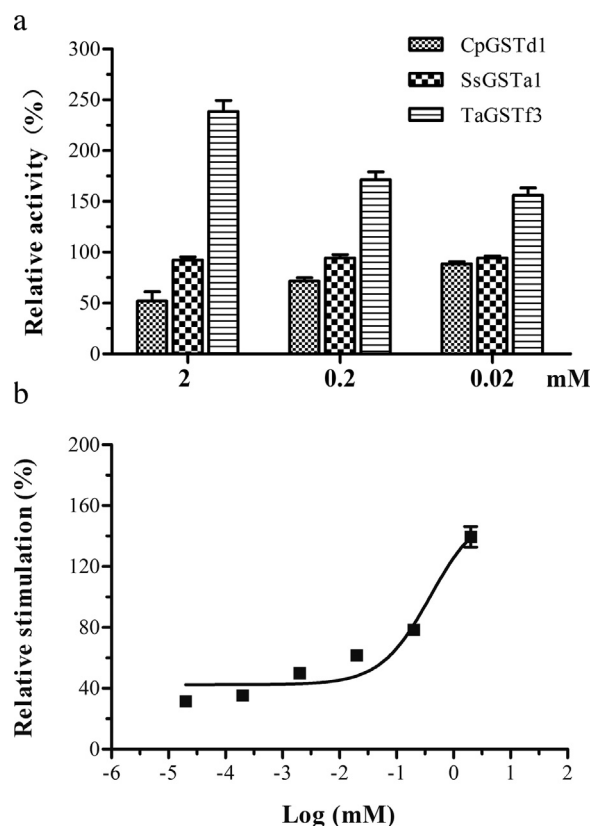 a
Relative activity (%)
300
250
200
150
100
50
0
CpGSTd1
SsGSTa1
TaGSTf3
2 0.2 0.02 mM
b
Relative stimulation (%)
200
160
120
80
40
0
-6 -5 -4 -3 -2 -1 0 1 2
Log (mM)